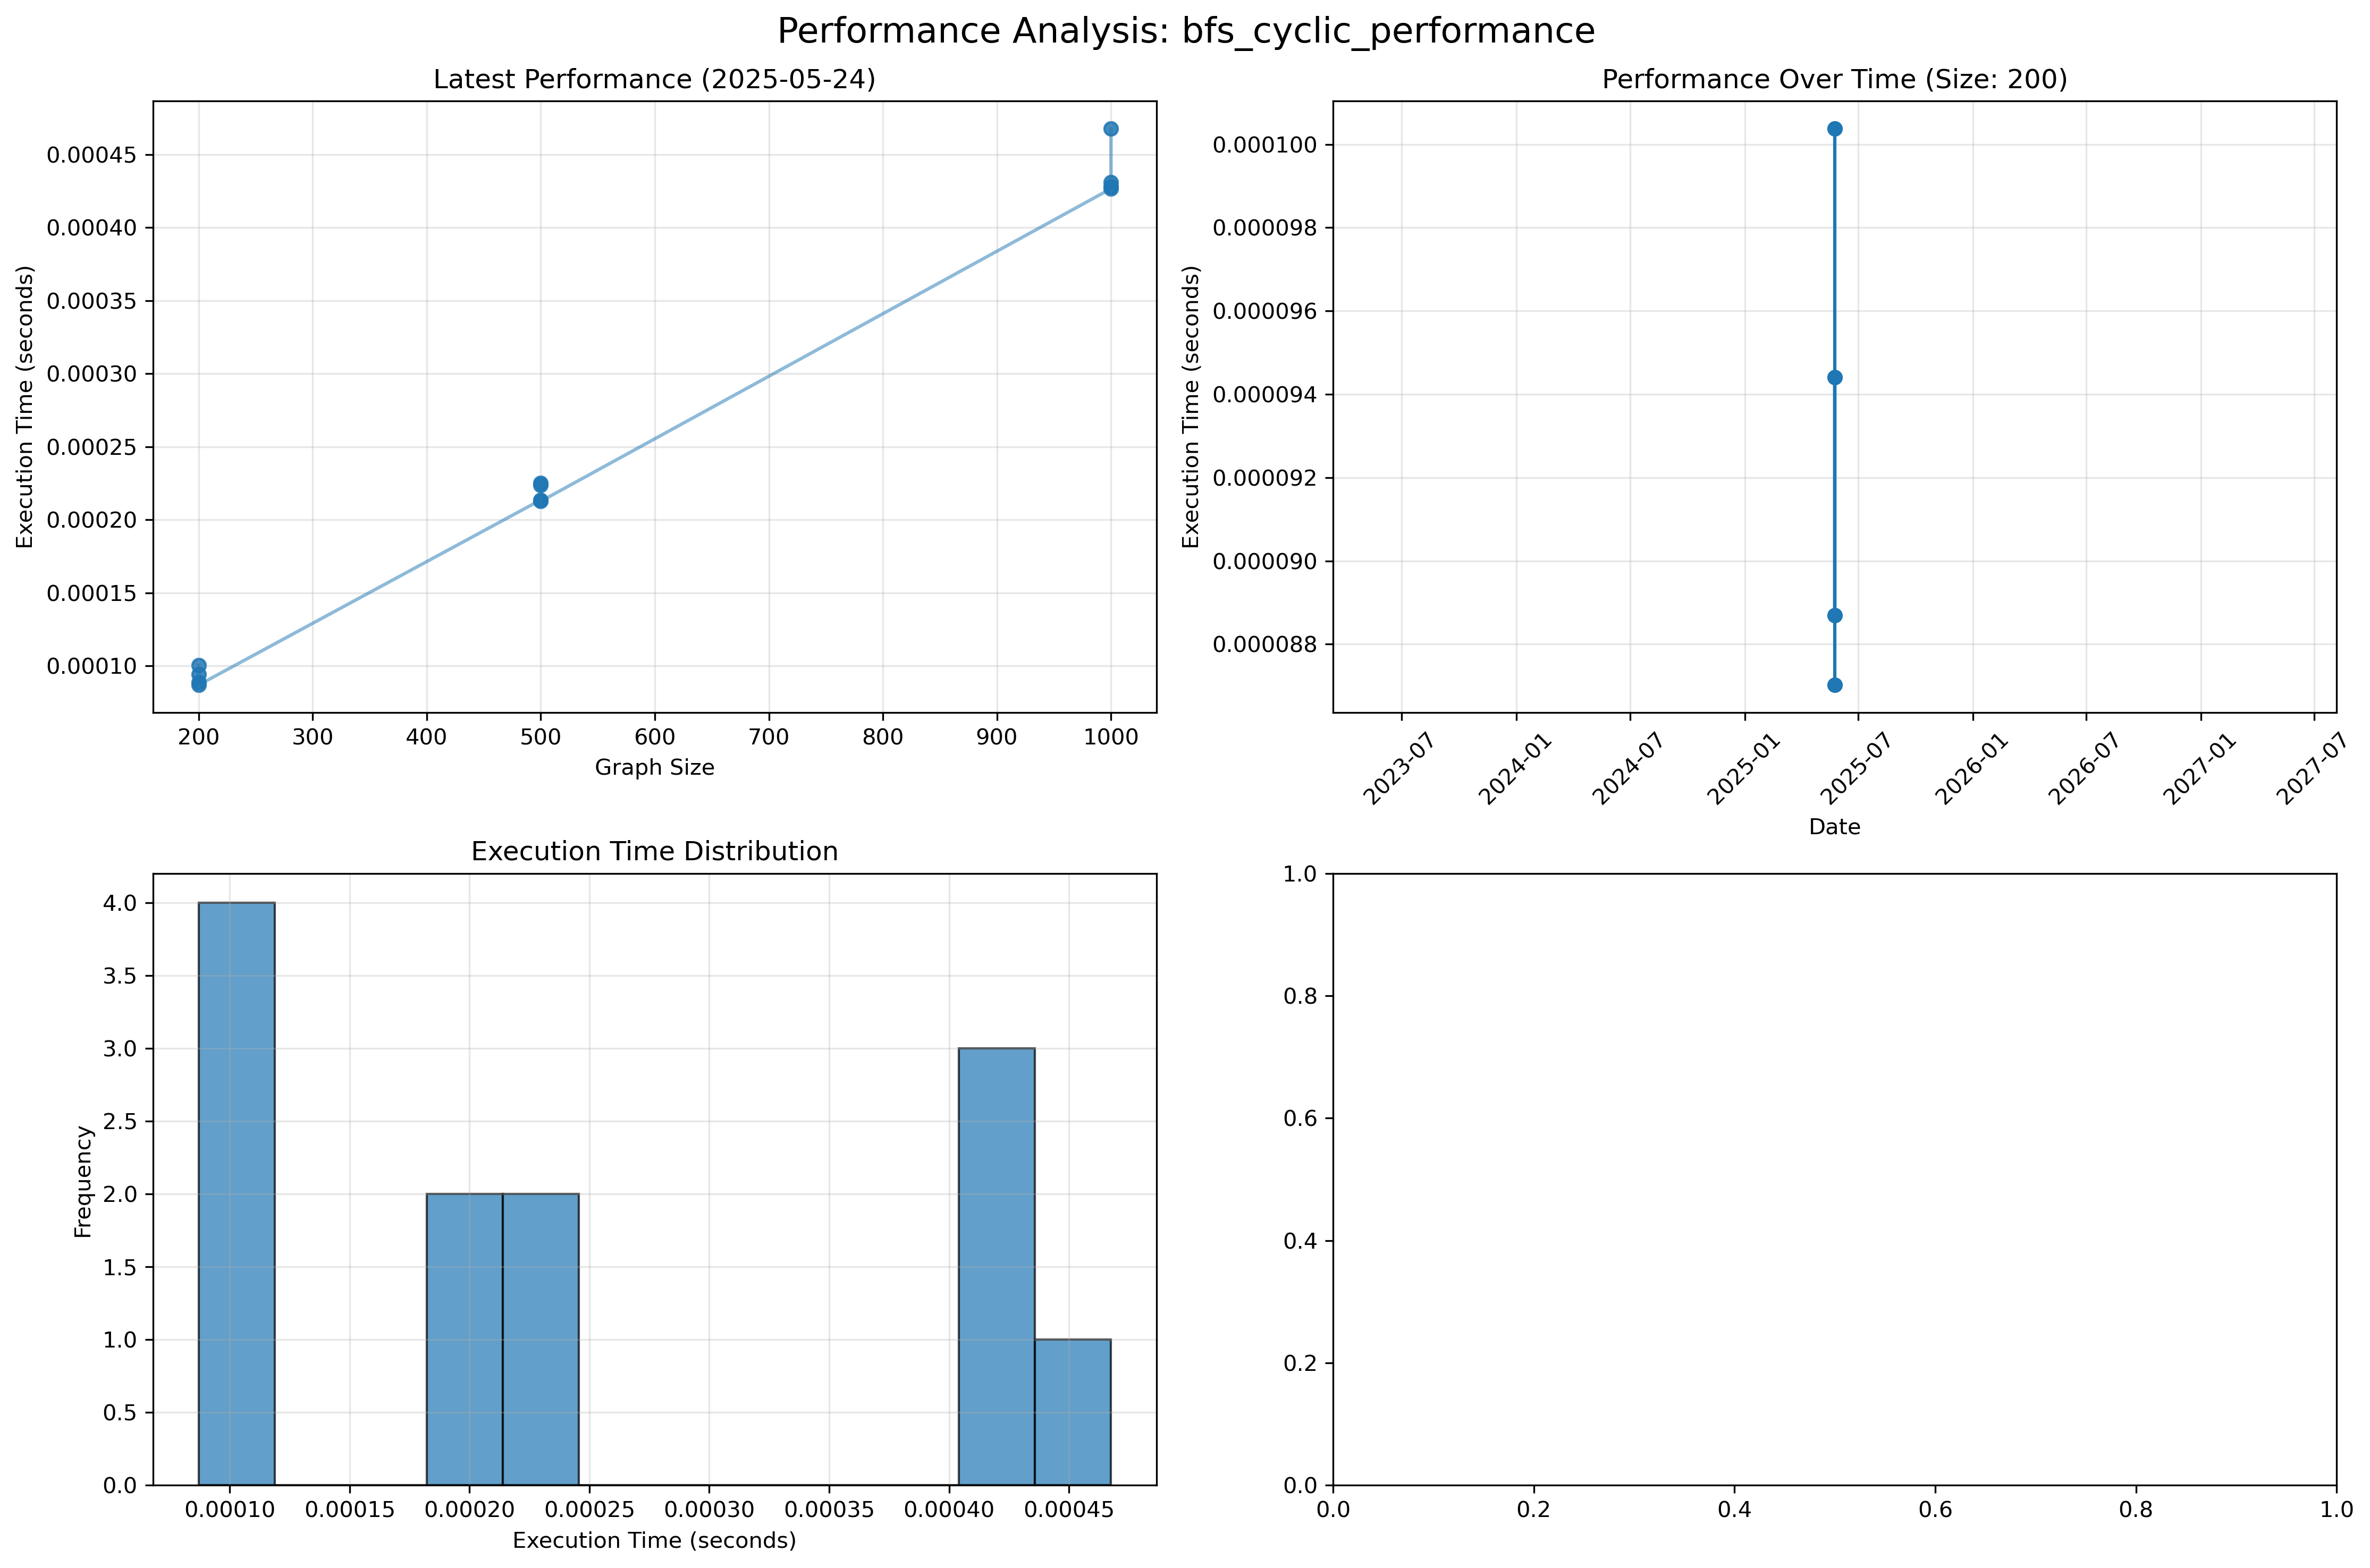 Performance Analysis: bfs_cyclic_performance
Latest Performance (2025-05-24)
Execution Time (seconds)
0.00045
0.00040
0.00035
0.00030
0.00025
0.00020
0.00015
0.00010
200 300 400 500 600 700 800 900 1000
Graph Size
Performance Over Time (Size: 200)
Execution Time (seconds)
0.000100
0.000098
0.000096
0.000094
0.000092
0.000090
0.000088
2023-07 2024-01 2024-07 2025-01 2025-07 2026-01 2026-07 2027-01 2027-07
Date
Execution Time Distribution
Frequency
4.0
3.5
3.0
2.5
2.0
1.5
1.0
0.5
0.0
0.00010 0.00015 0.00020 0.00025 0.00030 0.00035 0.00040 0.00045
Execution Time (seconds)
1.0
0.8
0.6
0.4
0.2
0.0
0.0 0.2 0.4 0.6 0.8 1.0